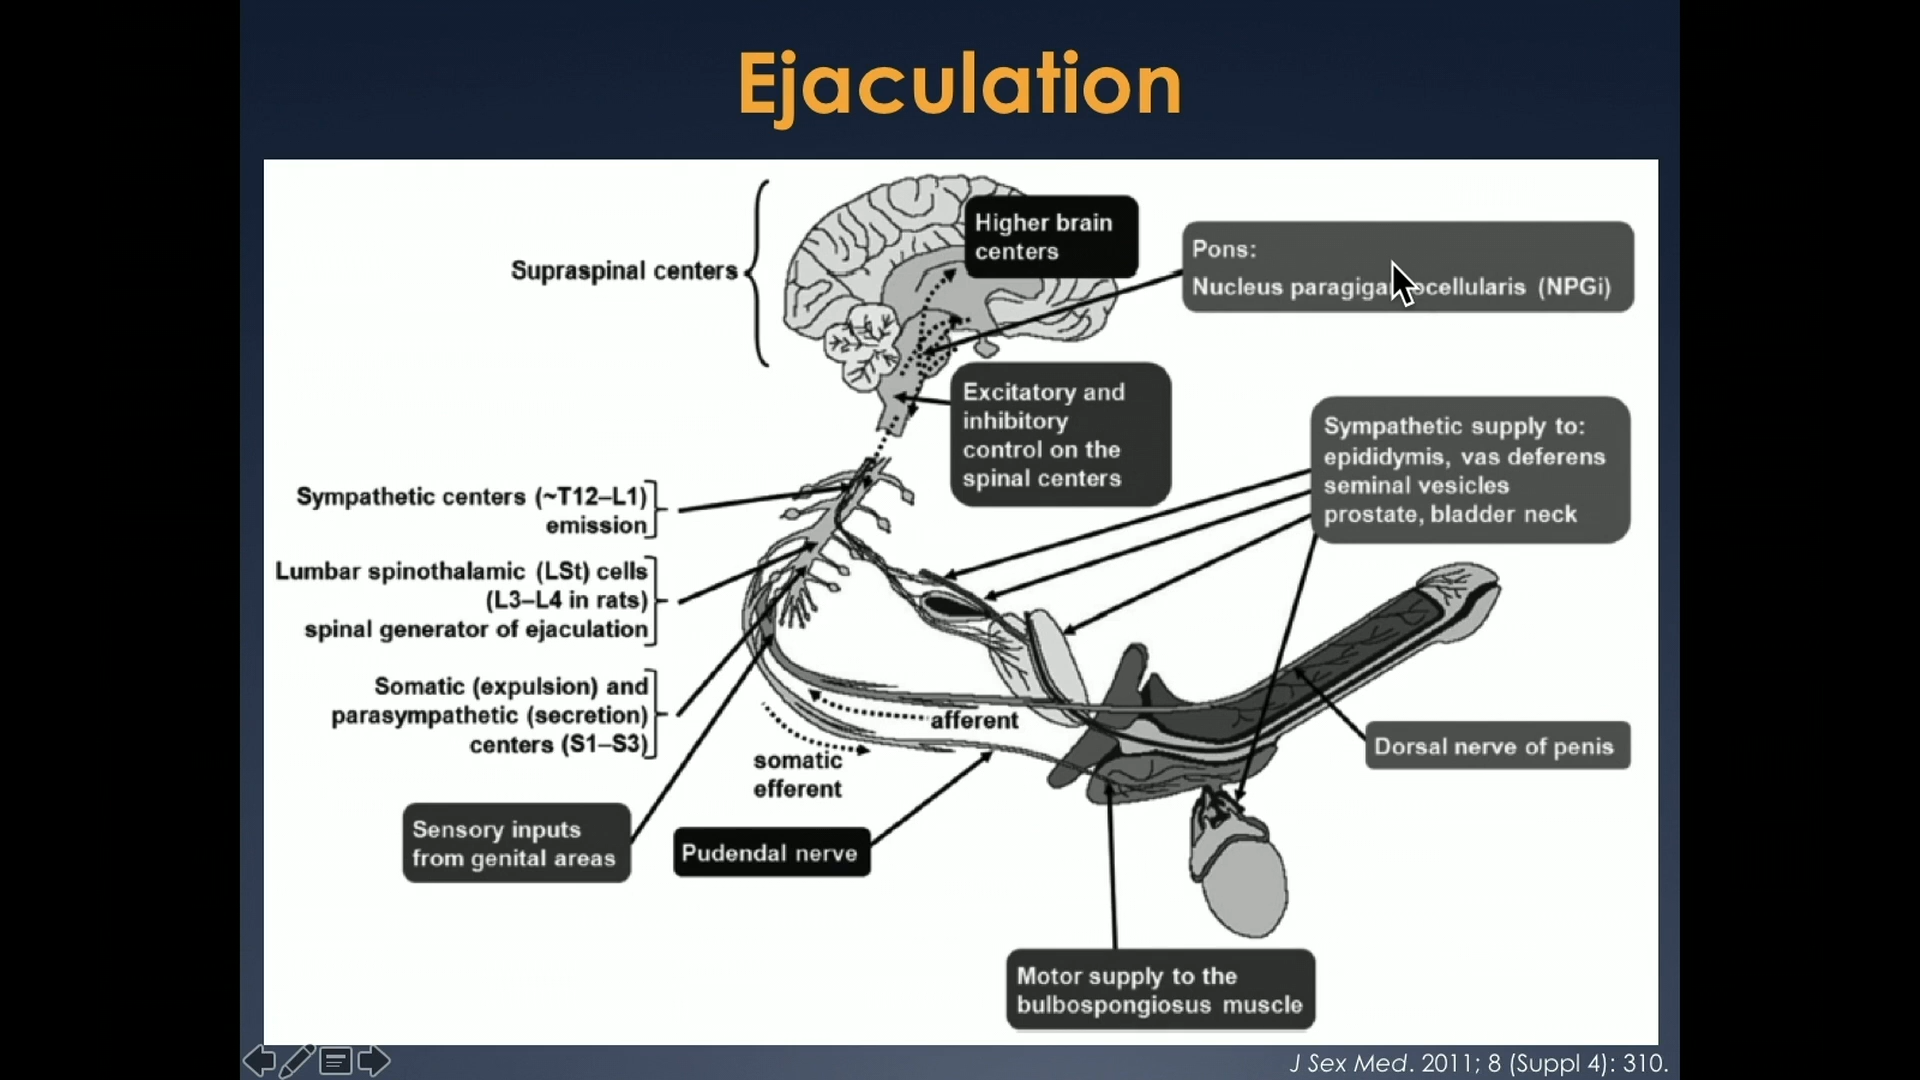 Ejaculation
Higher brain
centers
Pons:
Nucleus (NPGi)
Supraspinal centers
Excitatory and
inhibitory
control on the
spinal centers
Sympathetic supply to:
epididymis, vas deferens
seminal vesicles
prostate, bladder neck
Sympathetic centers (~T12–L1)
emission
Lumbar spinothalamic (LSt) cells
(L3–L4 in rats)
spinal generator of ejaculation
Somatic (expulsion) and
parasympathetic (secretion)
centers (S1–S3)
afferent
somatic
efferent
Dorsal nerve of penis
Sensory inputs
from genital areas
Pudendal nerve
Motor supply to the
bulbospongiosus muscle
J Sex Med. 2011; 8 (Suppl 4): 310.